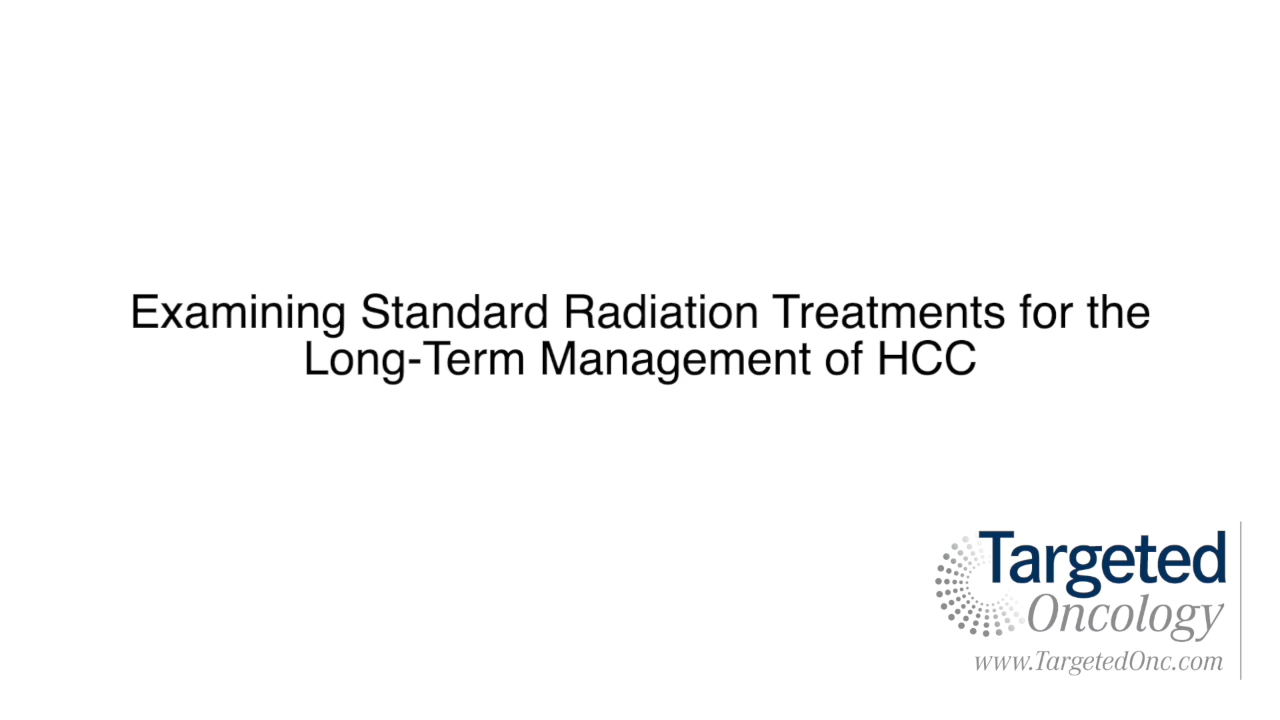 Examining Standard Radiation Treatments for the
Long-Term Management of HCC
Targeted
Oncology
www.TargetedOnc.com